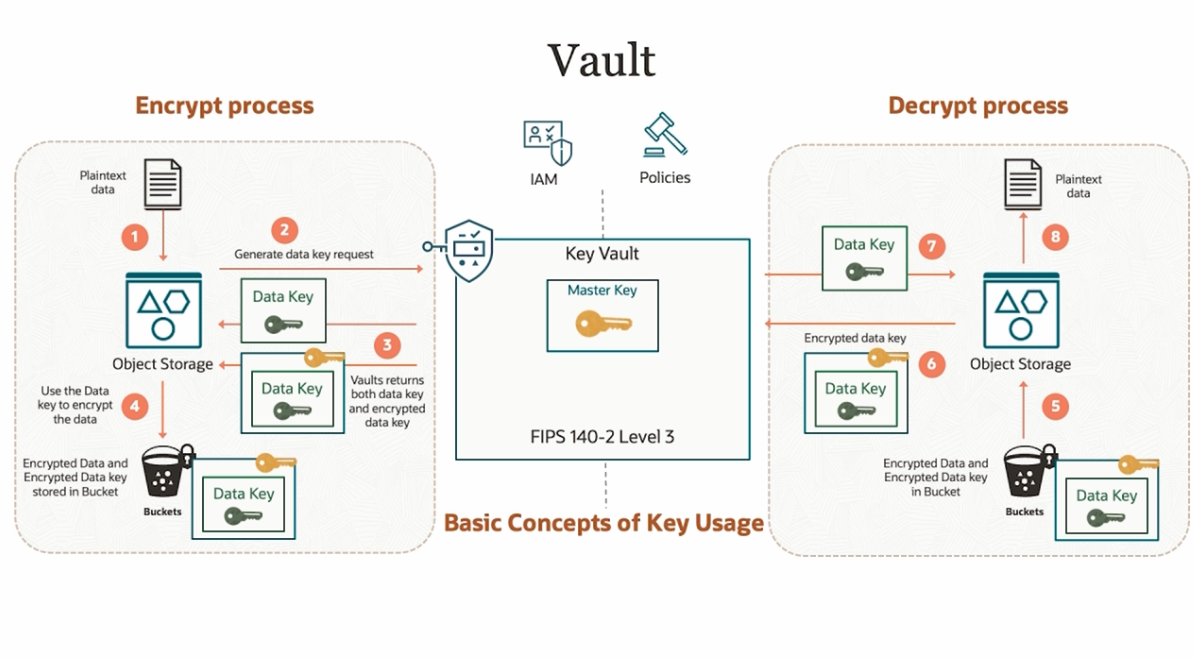 Vault
Encrypt process
Plaintext
data
1
2
Generate data key request
Data Key
Object Storage
3
Data Key
Vaults returns
both data key
and encrypted
data key
Use the Data
key to encrypt
the data
4
Encrypted Data and
Encrypted Data key
stored in Bucket
Buckets
Data Key
IAM
Policies
Key Vault
Master Key
FIPS 140-2 Level 3
Basic Concepts of Key Usage
Decrypt process
Plaintext
data
8
Data Key
7
Object Storage
Encrypted data key
6
Data Key
5
Encrypted Data and
Encrypted Data key
in Bucket
Buckets
Data Key